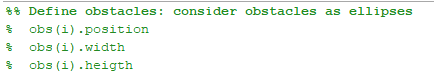 %% Define obstacles: consider obstacles as ellipses
% obs(i).position
% obs(i).width
% obs(i).heigth